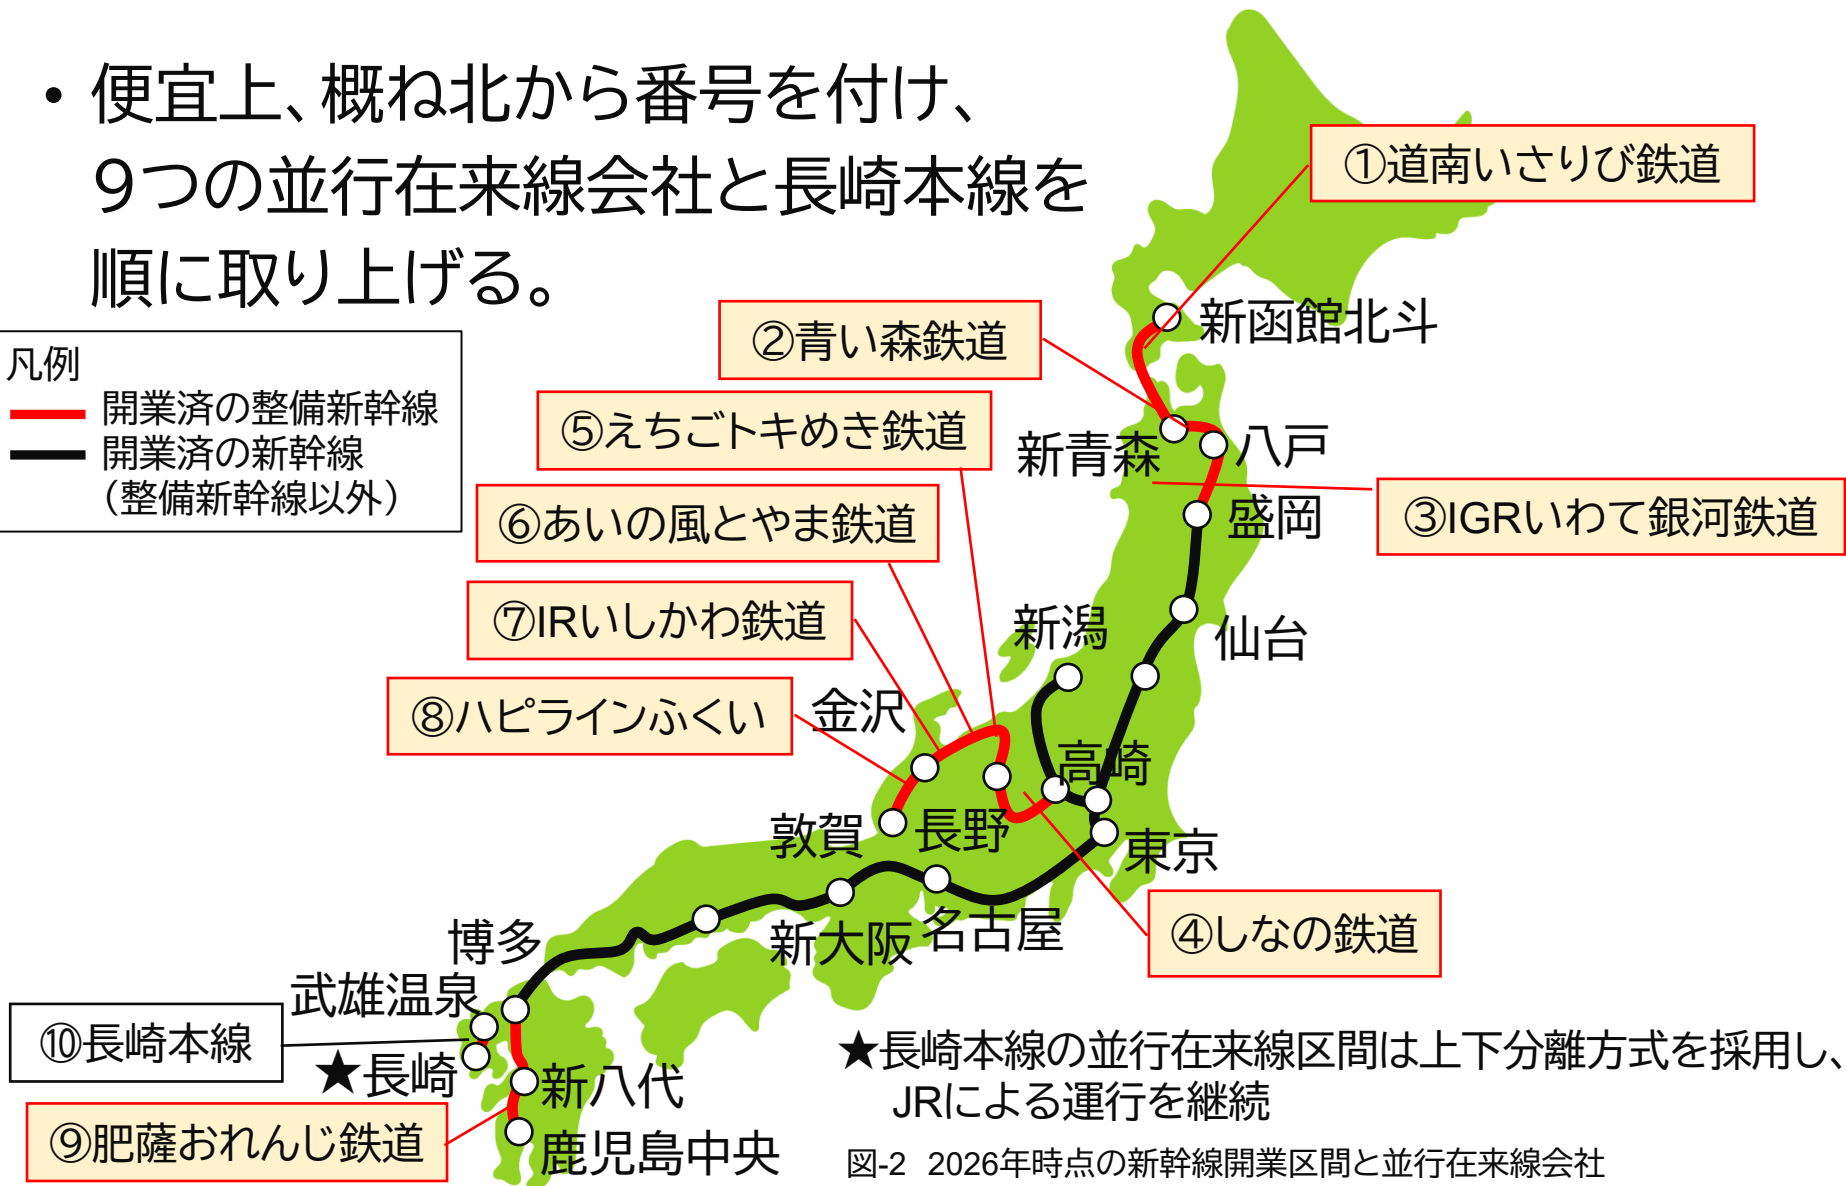 ・便宜上、概ね北から番号を付け、
９つの並行在来線会社と長崎本線を
順に取り上げる。
凡例
開業済の整備新幹線
開業済の新幹線
（整備新幹線以外）
①道南いさりび鉄道
新函館北斗
②青い森鉄道
⑤えちごトキめき鉄道
新青森
八戸
③IGRいわて銀河鉄道
盛岡
⑥あいの風とやま鉄道
⑦IRいしかわ鉄道
新潟
仙台
⑧ハピラインふくい
金沢
高崎
敦賀
長野
東京
④しなの鉄道
名古屋
新大阪
博多
武雄温泉
⑩長崎本線
★長崎
新八代
⑨肥薩おれんじ鉄道
鹿児島中央
★長崎本線の並行在来線区間は上下分離方式を採用し、
JRによる運行を継続
図-2 2026年時点の新幹線開業区間と並行在来線会社